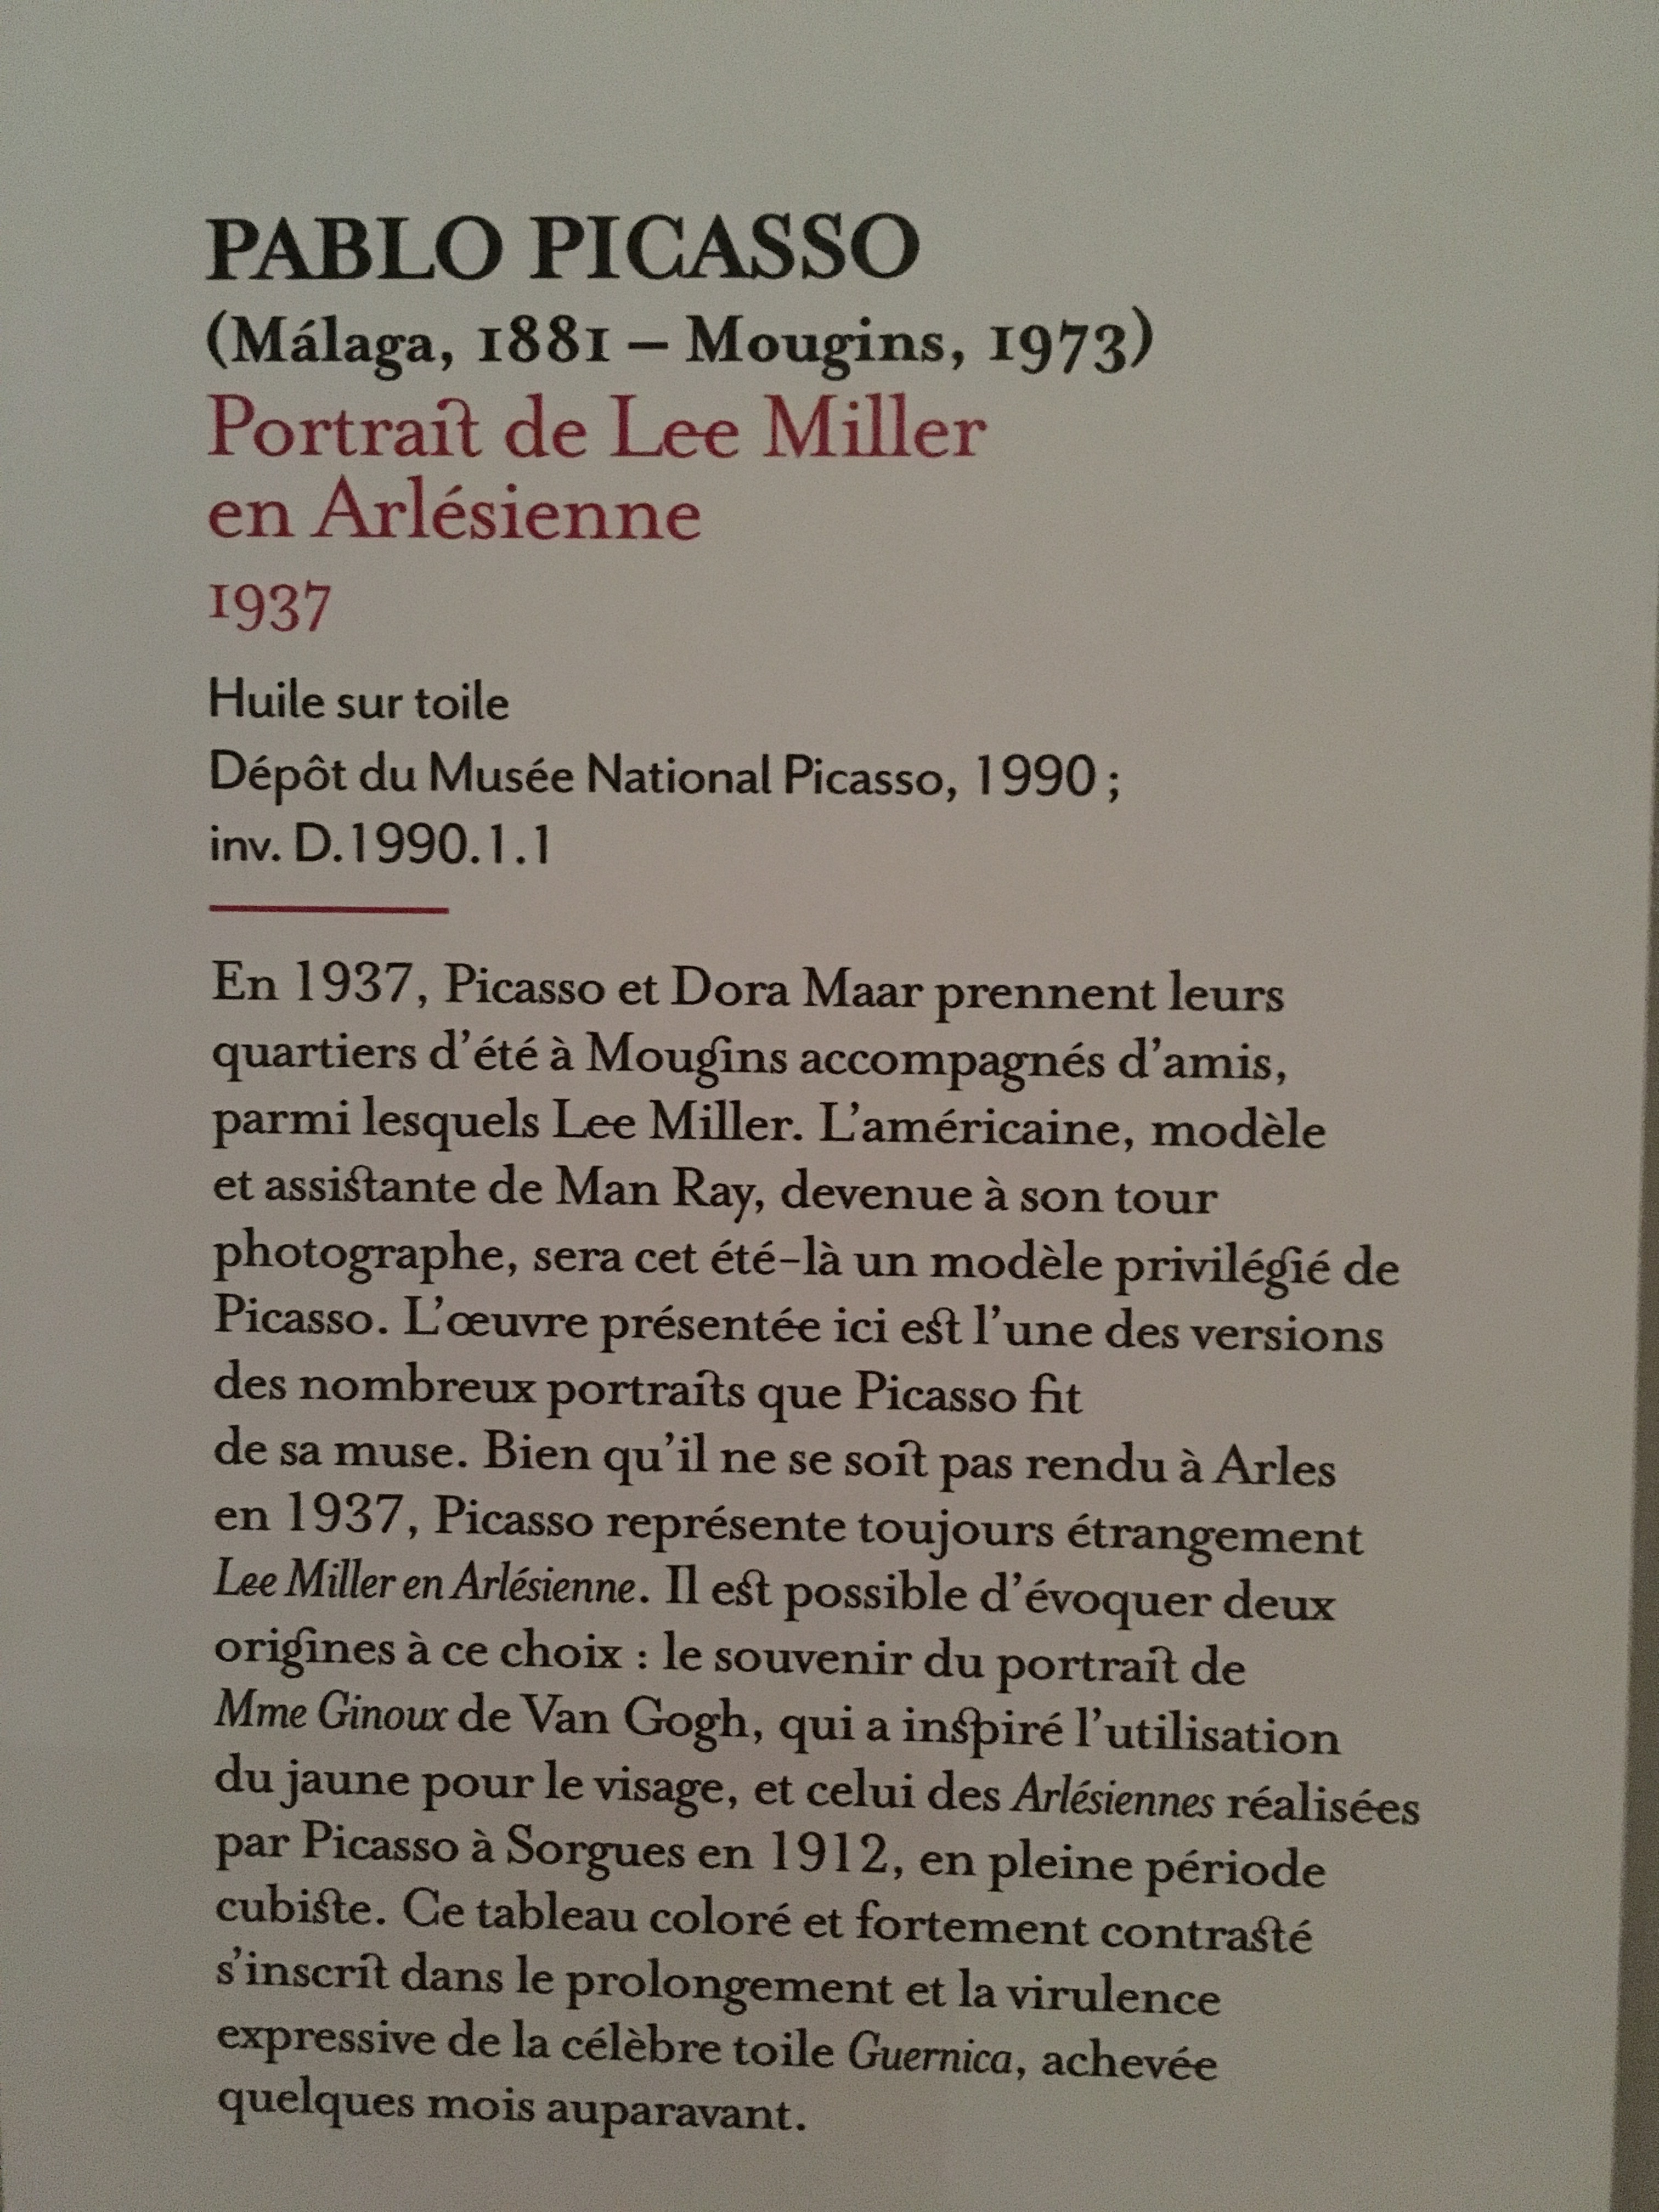 PABLO PICASSO
(Málaga, 1881 – Mougins, 1973)
Portrait de Lee Miller
en Arlésienne
1937
Huile sur toile
Dépôt du Musée National Picasso, 1990 ;
inv. D.1990.1.1
En 1937, Picasso et Dora Maar prennent leurs
quartiers d’été à Mougins accompagnés d’amis,
parmi lesquels Lee Miller. L’américaine, modèle
et assistante de Man Ray, devenue à son tour
photographe, sera cet été-là un modèle privilégié de
Picasso. L’œuvre présentée ici est l’une des versions
des nombreux portraits que Picasso fit
de sa muse. Bien qu’il ne se soit pas rendu à Arles
en 1937, Picasso représente toujours étrangement
Lee Miller en Arlésienne. Il est possible d’évoquer deux
origines à ce choix : le souvenir du portrait de
Mme Ginoux de Van Gogh, qui a inspiré l’utilisation
du jaune pour le visage, et celui des Arlésiennes réalisées
par Picasso à Sorgues en 1912, en pleine période
cubiste. Ce tableau coloré et fortement contrasté
s’inscrit dans le prolongement et la virulence
expressive de la célèbre toile Guernica, achevée
quelques mois auparavant.